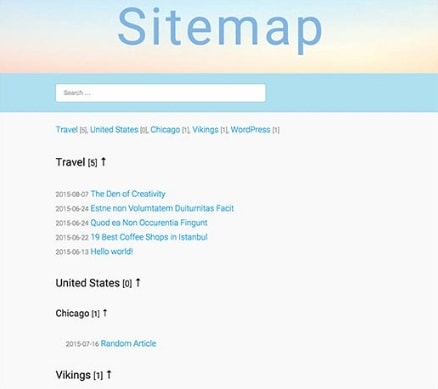 Sitemap
Search ...
Travel [5], United States [0], Chicago [1], Vikings [1], WordPress [1]
Travel [5] ↑
2015-08-07 The Den of Creativity
2015-06-24 Estne non Volumtatem Duiturnitas Facit
2015-06-24 Quod ea Non Occurentia Fingunt
2015-06-22 19 Best Coffee Shops in Istanbul
2015-06-13 Hello world!
United States [0] ↑
Chicago [1] ↑
2015-07-16 Random Article
Vikings [1] ↑